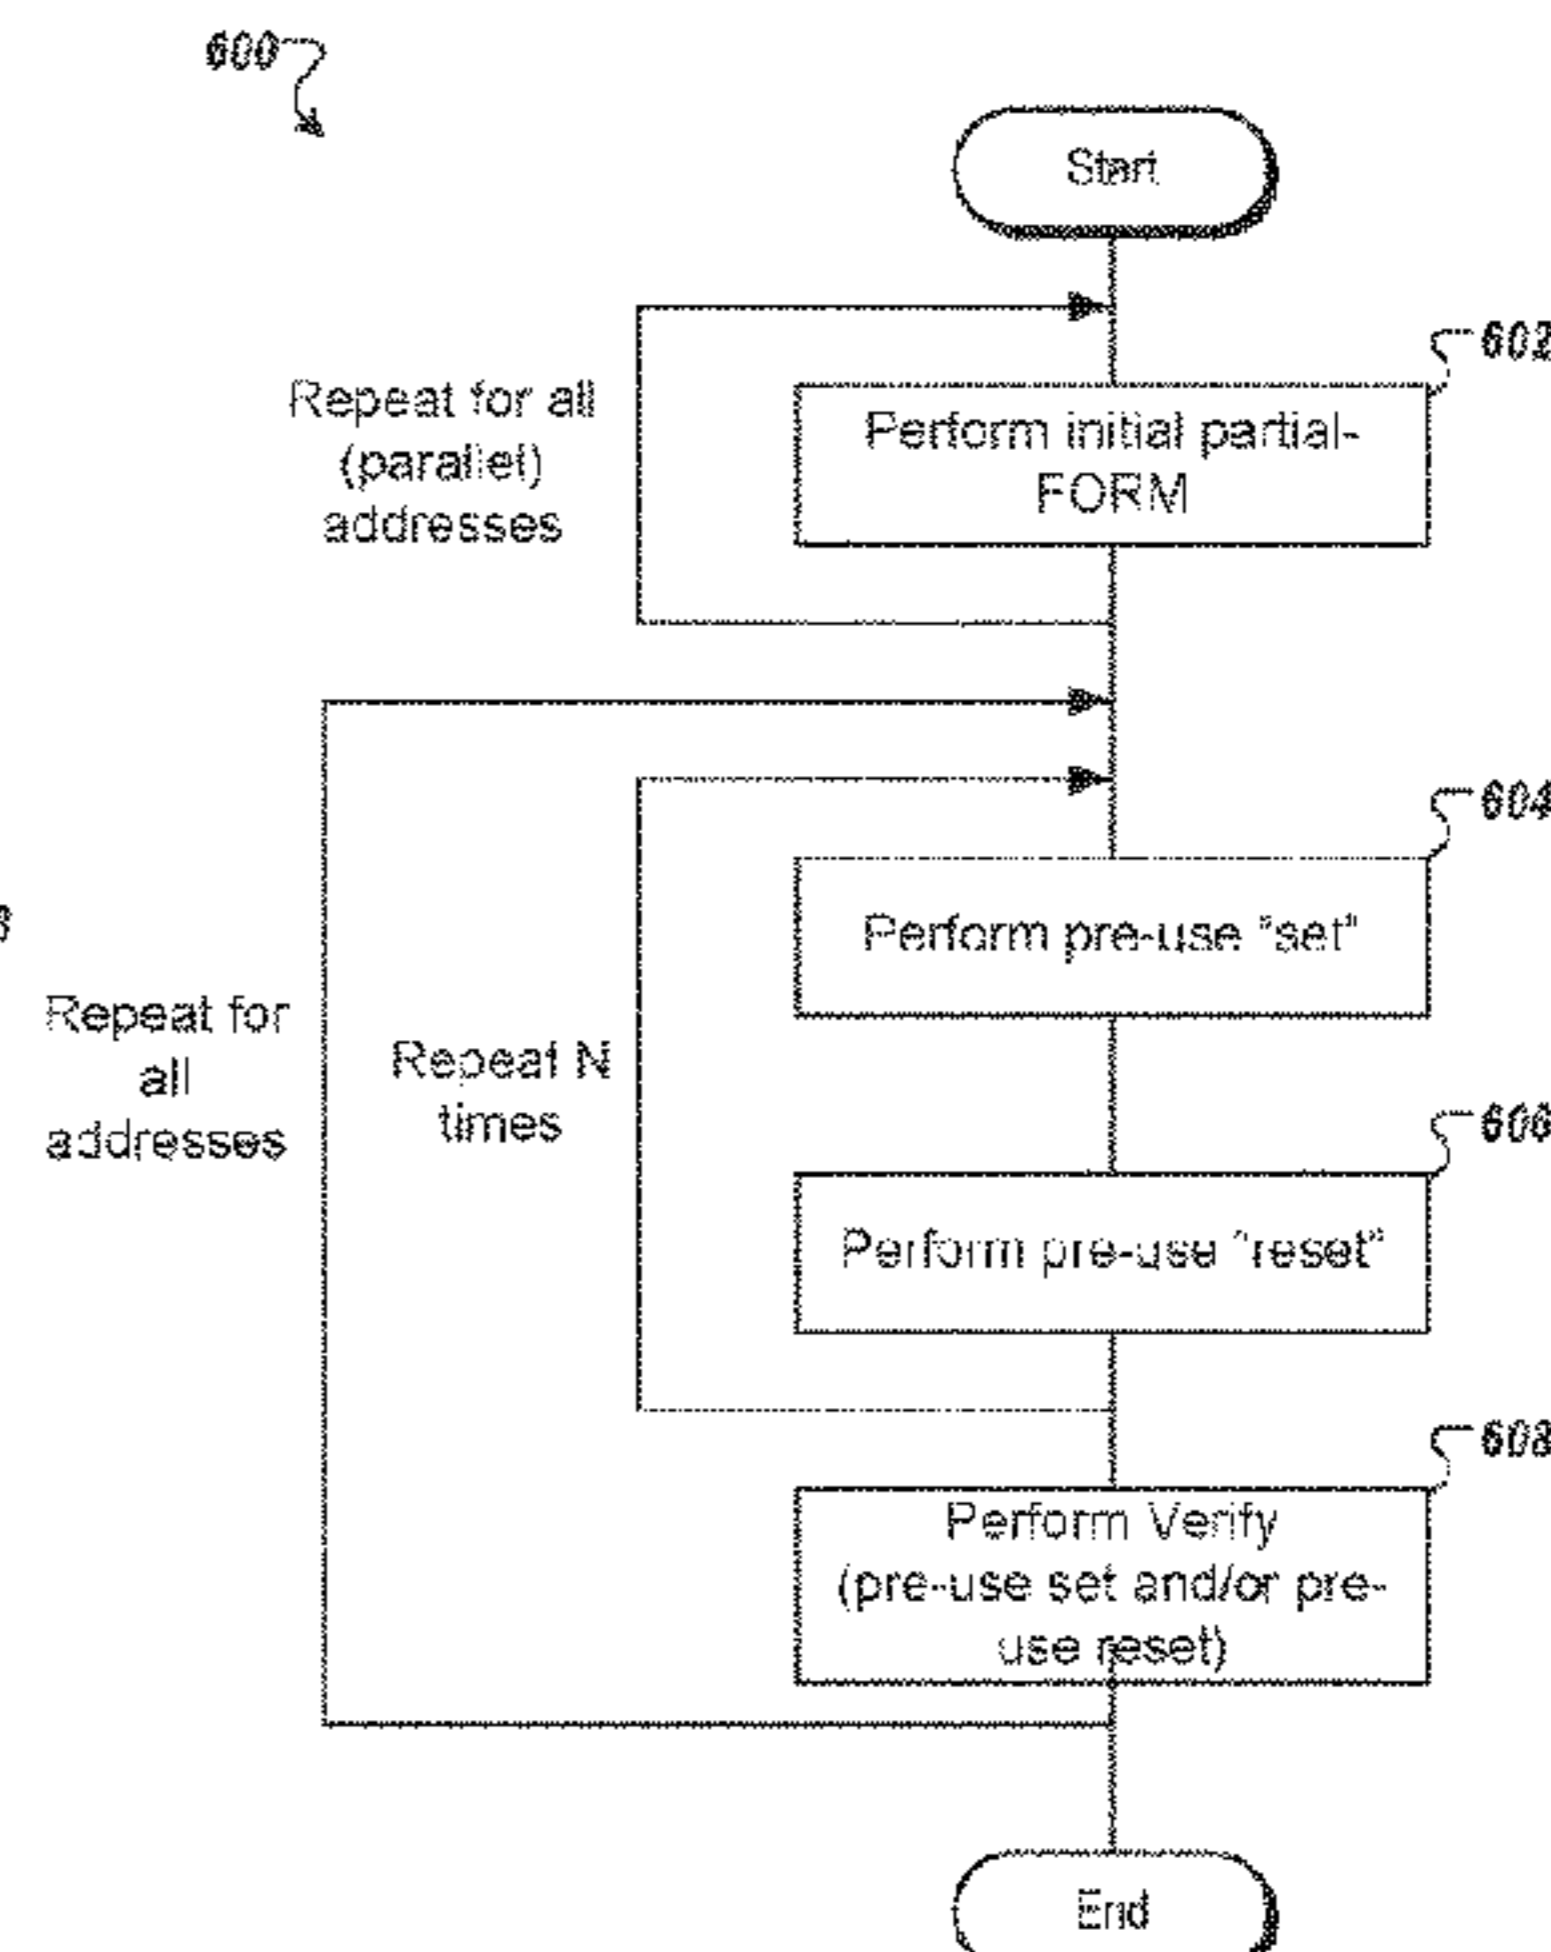 600
Start
602
Repeat for all
(parallel)
addresses
Perform initial partial-
FORM
604
Perform pre-use "set"
Repeat for
all
addresses
Repeat N
times
606
Perform pre-use "reset"
608
Perform Verify
(pre-use set and/or pre-
use reset)
End